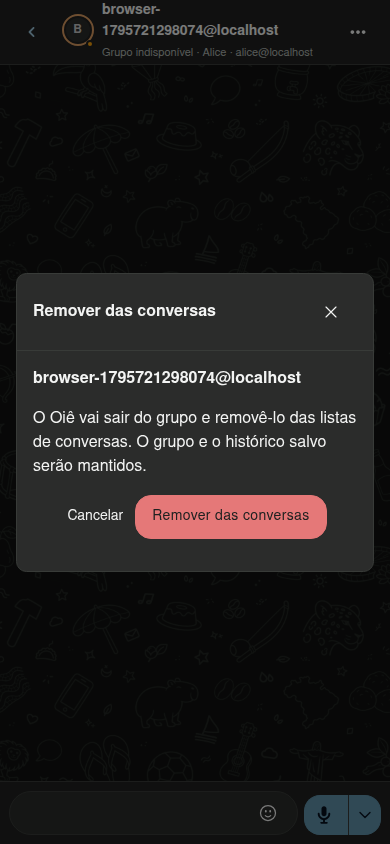 browser-
1795721298074@localhost
B
Grupo indisponível · Alice · alice@localhost
Remover das conversas
browser-1795721298074@localhost
O Oiê vai sair do grupo e removê-lo das listas
de conversas. O grupo e o histórico salvo
serão mantidos.
Cancelar
Remover das conversas